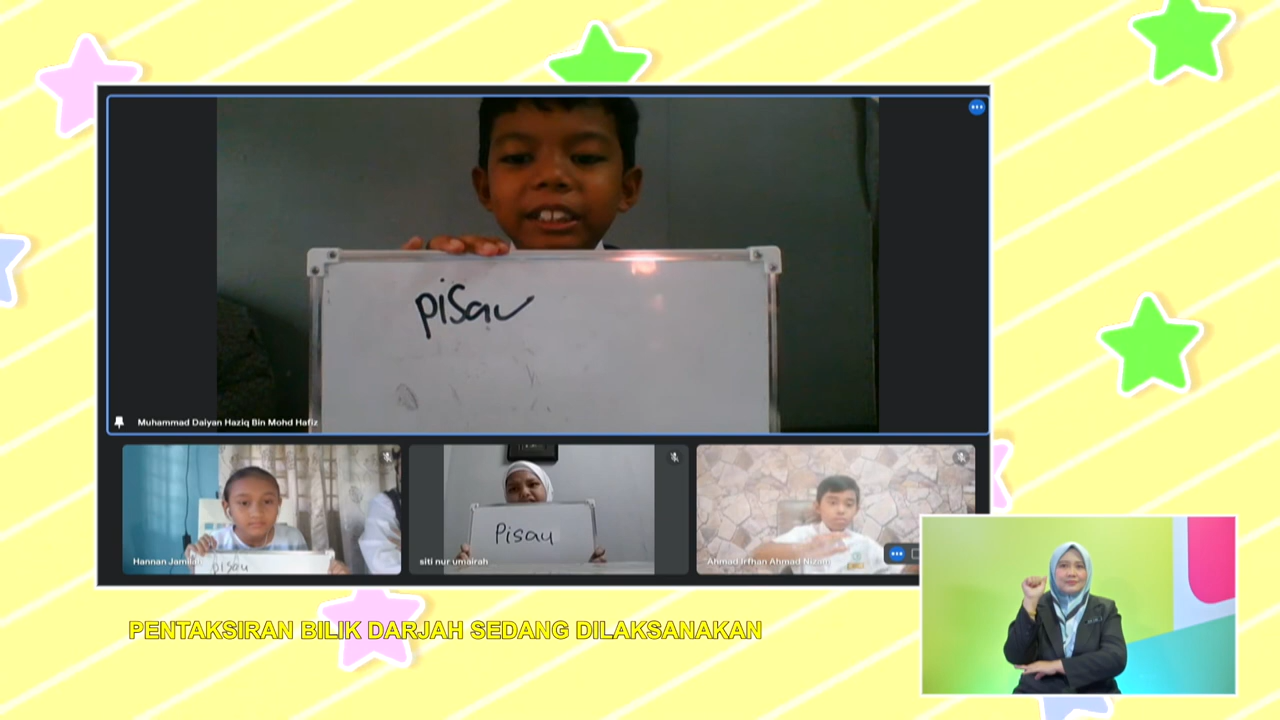 pisau
Muhammad Daiyan Haziq Bin Mohd Hafiz
Hannan Jamilah
pisau
siti nur umairah
Pisau
Ahmad Irfhan Ahmad Nizam
PENTAKSIRAN BILIK DARJAH SEDANG DILAKSANAKAN